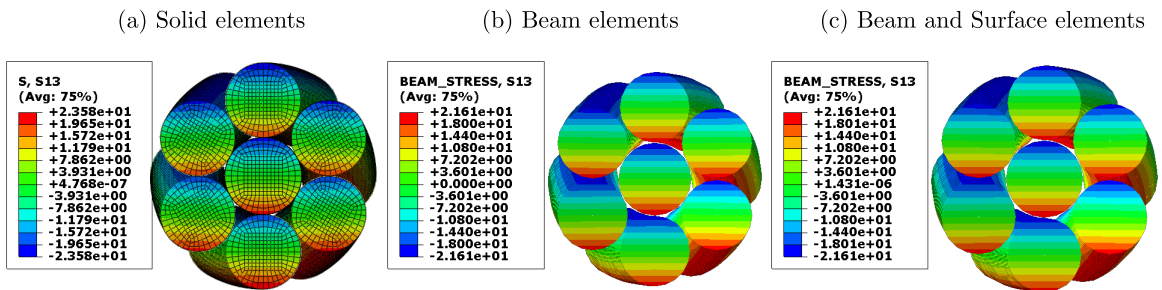 (a) Solid elements
(b) Beam elements
(c) Beam and Surface elements
S, S13
(Avg: 75%)
+2.358e+01
+1.965e+01
+1.572e+01
+1.179e+01
+7.862e+00
+3.931e+00
+4.768e-07
-3.931e+00
-7.862e+00
-1.179e+01
-1.572e+01
-1.965e+01
-2.358e+01
BEAM_STRESS, S13
(Avg: 75%)
+2.161e+01
+1.800e+01
+1.440e+01
+1.080e+01
+7.202e+00
+3.601e+00
+0.000e+00
-3.601e+00
-7.202e+00
-1.080e+01
-1.440e+01
-1.800e+01
-2.161e+01
BEAM_STRESS, S13
(Avg: 75%)
+2.161e+01
+1.801e+01
+1.440e+01
+1.080e+01
+7.202e+00
+3.601e+00
+1.431e-06
-3.601e+00
-7.202e+00
-1.080e+01
-1.440e+01
-1.801e+01
-2.161e+01